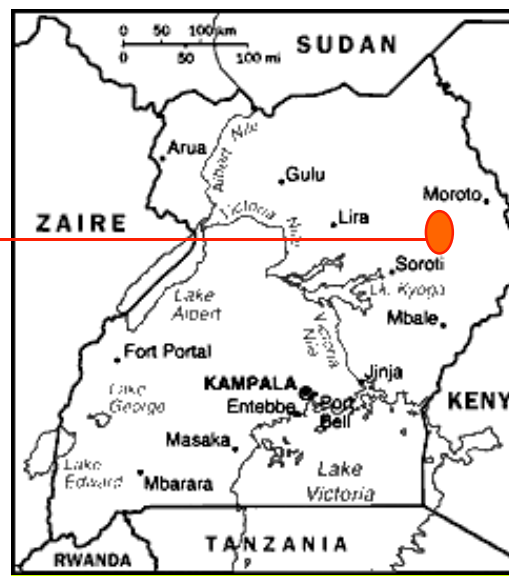 0 50 100 km
0 50 100 mi
SUDAN
Arua
Albert Nile
Gulu
Moroto
ZAIRE
Victoria Nile
Lira
Soroti
Lk. Kyoga
Lake
Albert
Victoria
Nile
Mbale
Fort Portal
KAMPALA
Jinja
Lake
George
Entebbe
Port
Bell
KENY
Masaka
Lake
Edward
Mbarara
Lake
Victoria
TANZANIA
RWANDA